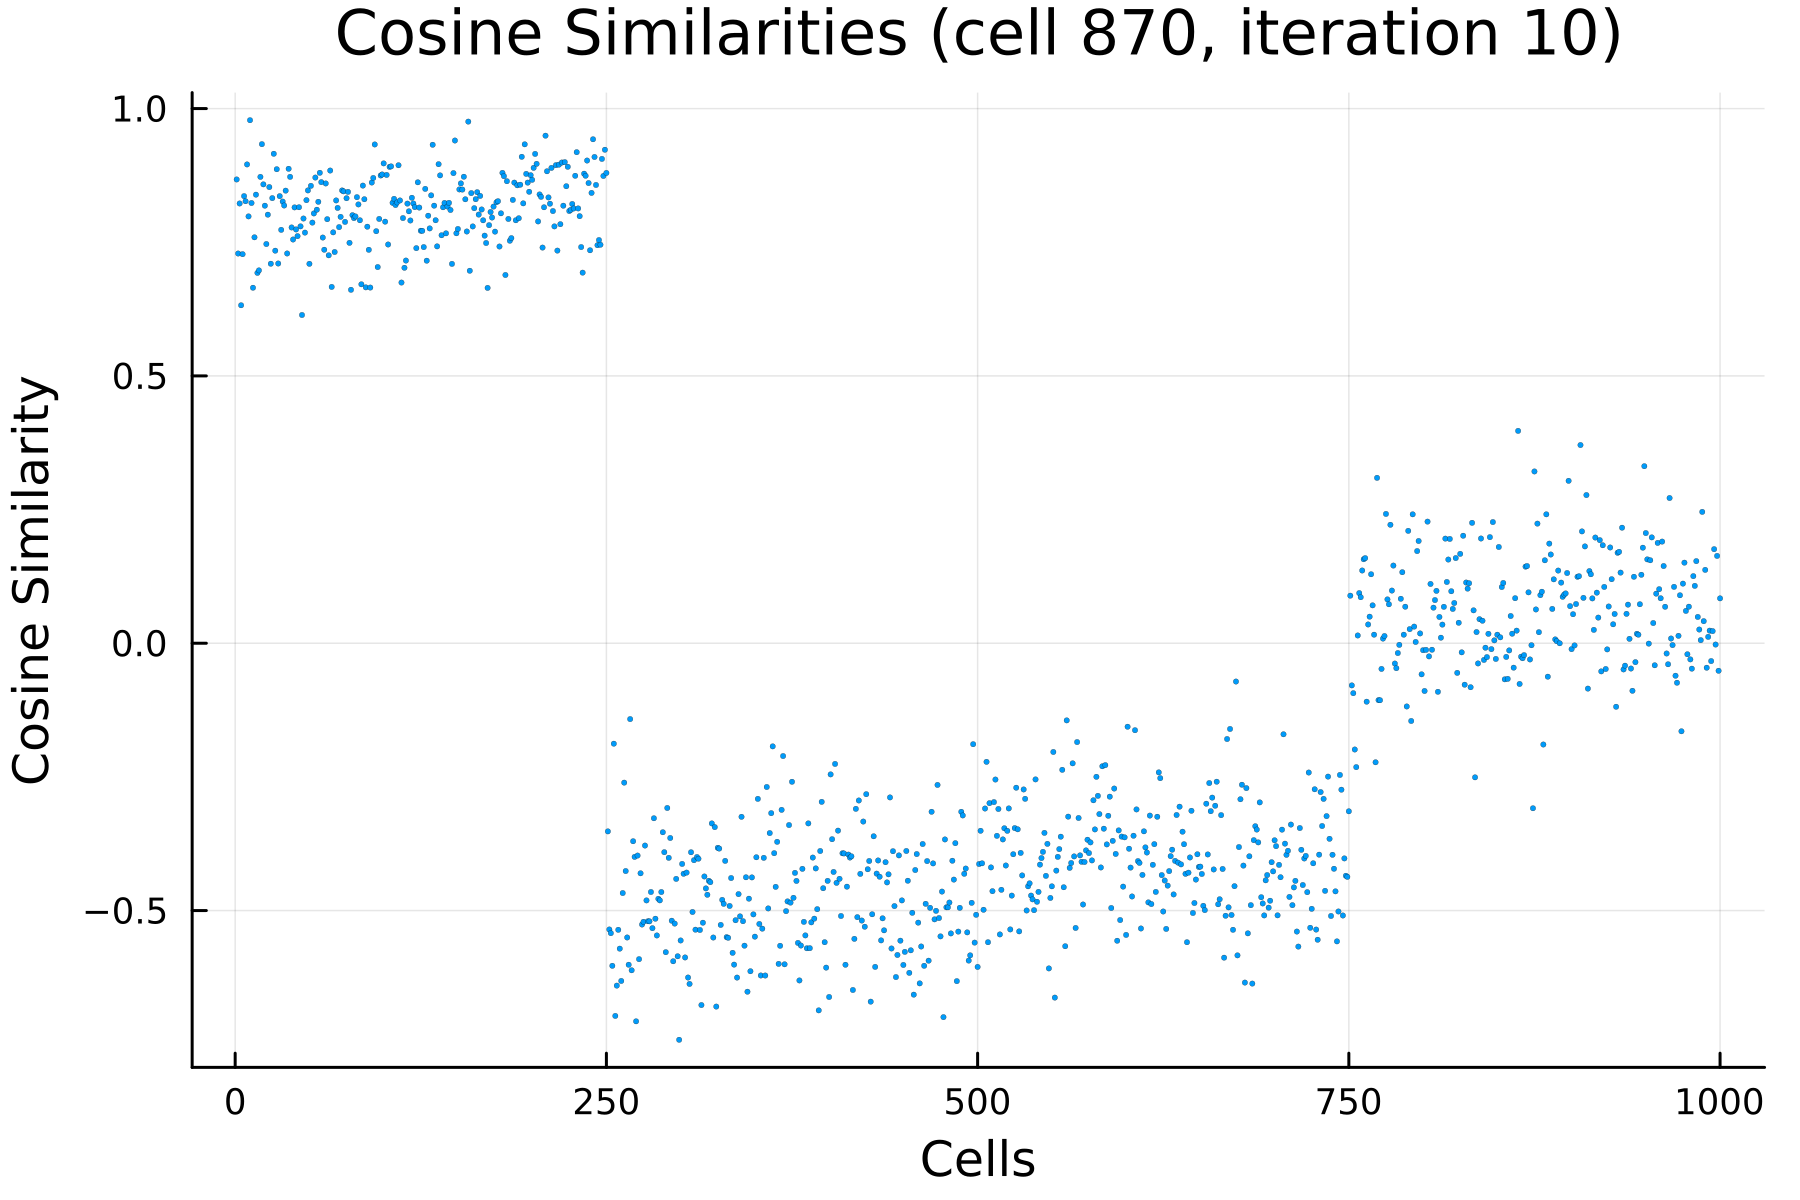 Cosine Similarities (cell 870, iteration 10)
1.0
0.5
0.0
−0.5
Cosine Similarity
0 250 500 750 1000
Cells